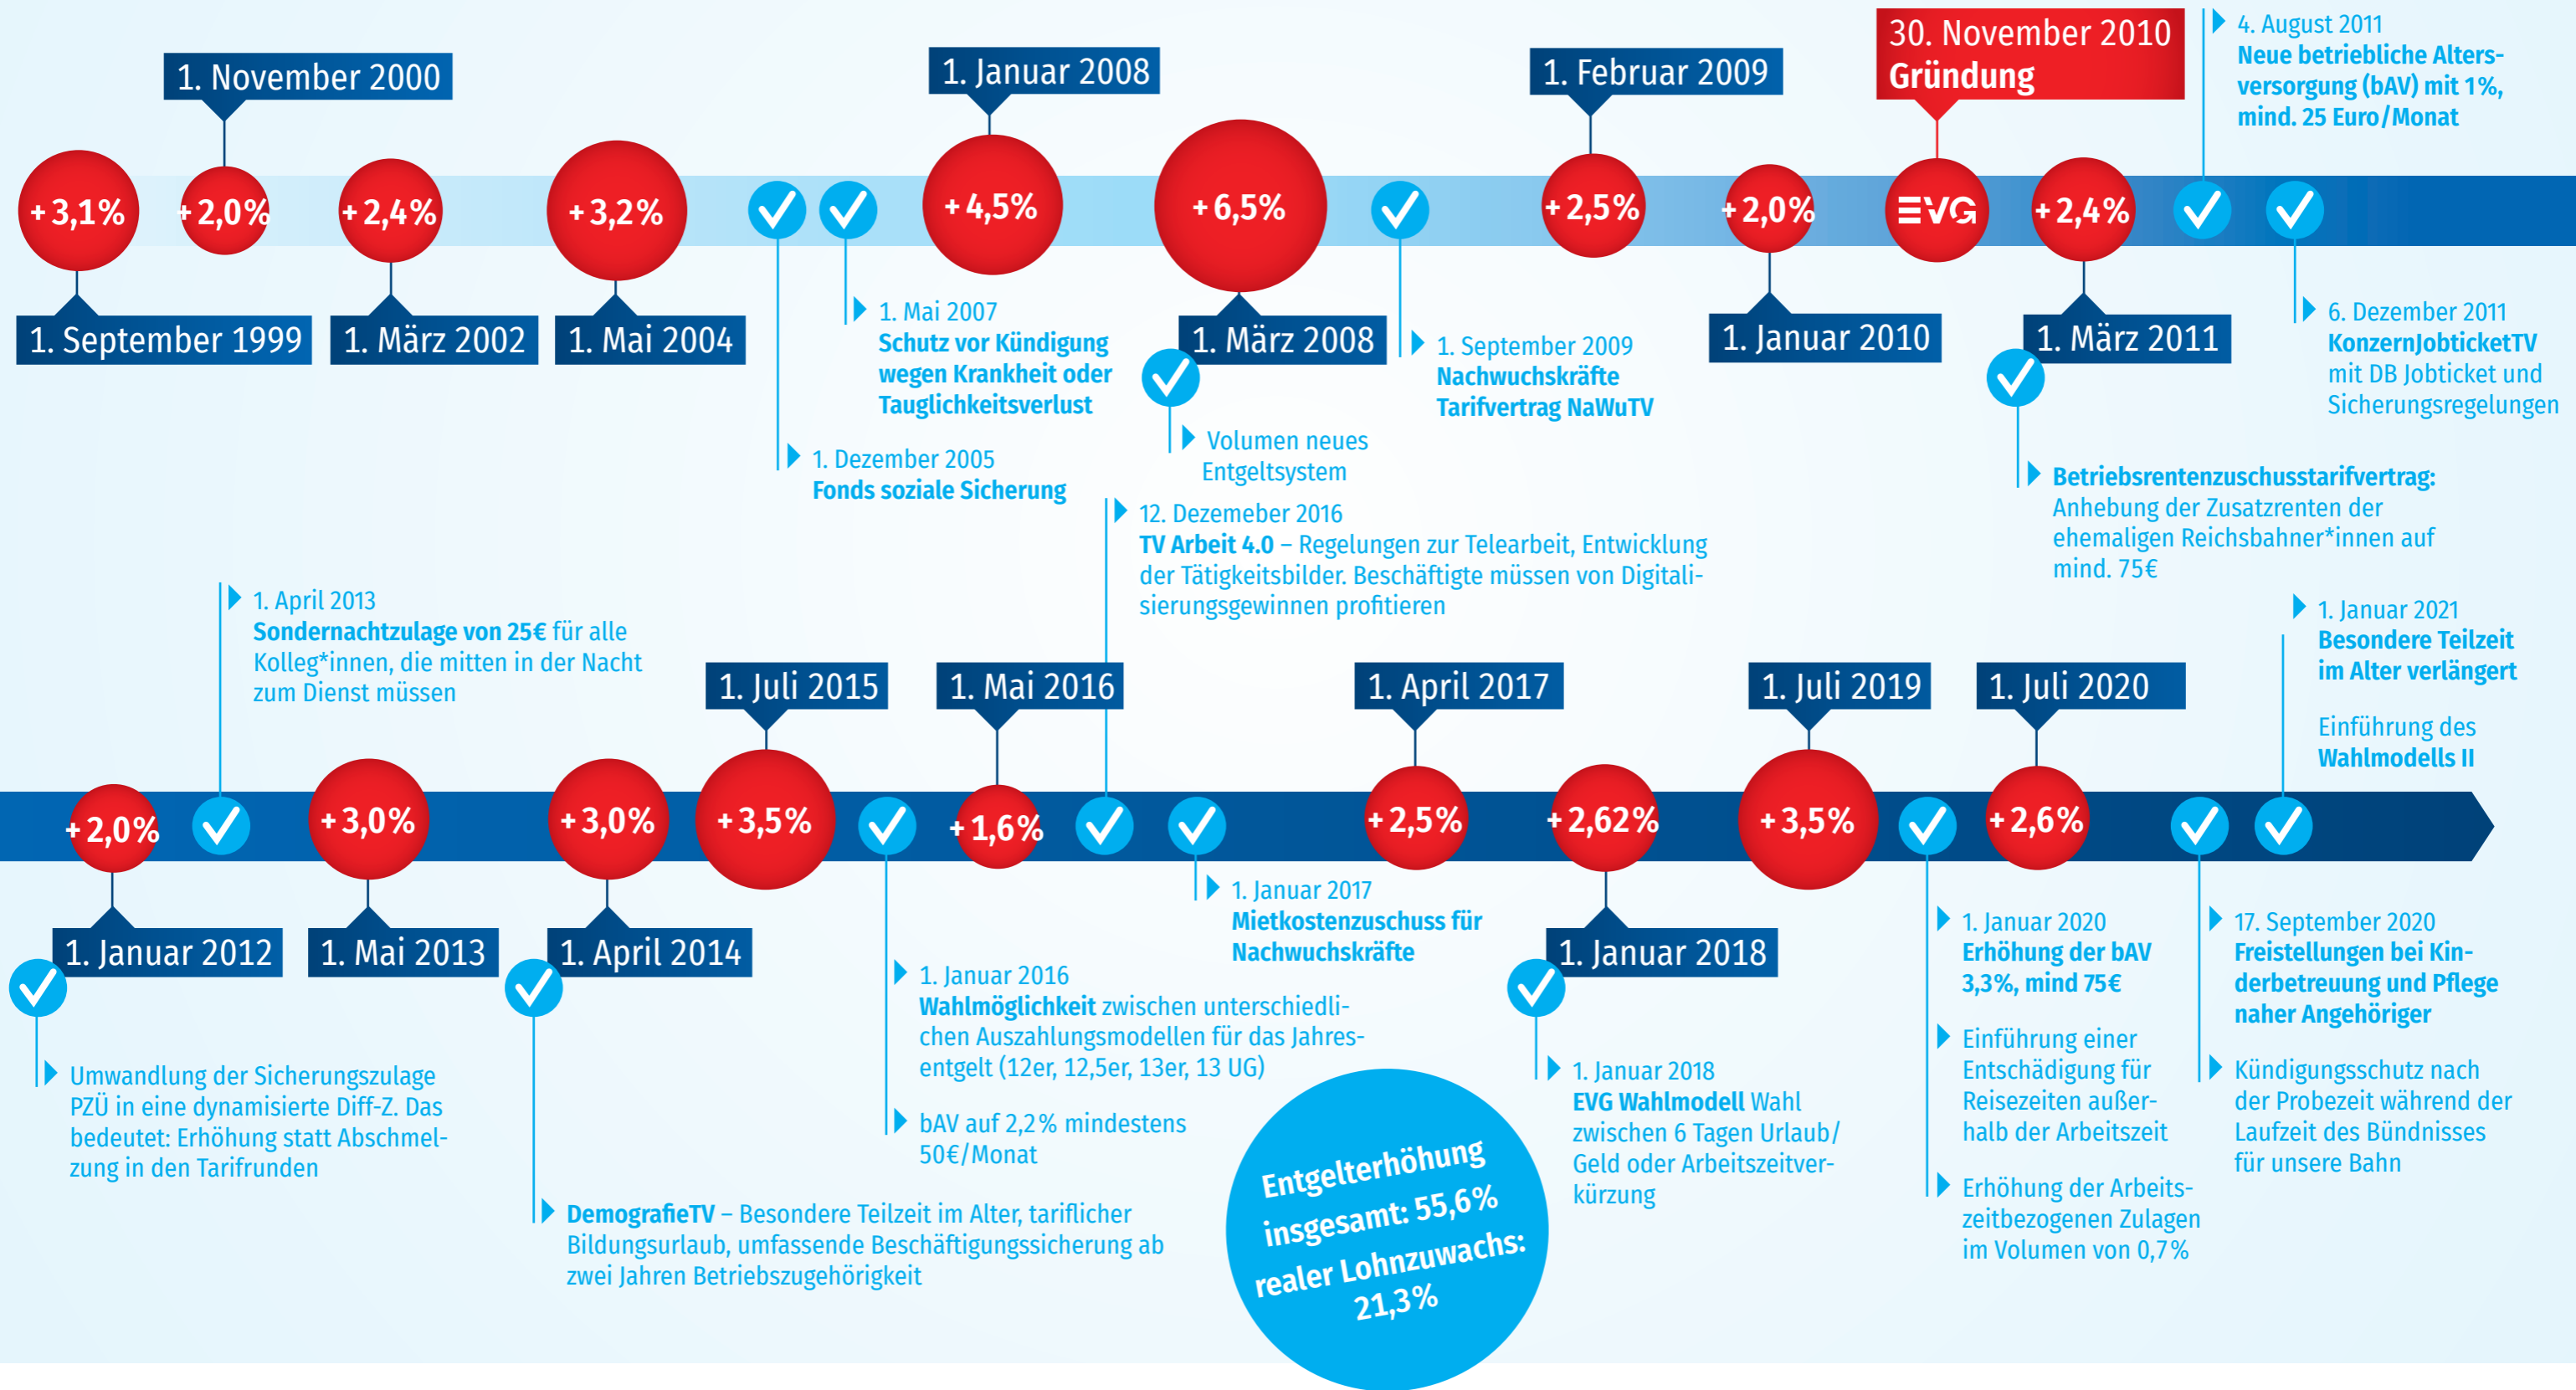 1. November 2000
1. Januar 2008
1. Februar 2009
30. November 2010
Gründung
4. August 2011
Neue betriebliche Alters-
versorgung (bAV) mit 1%,
mind. 25 Euro/Monat
+ 3,1%
+ 2,0%
+ 2,4%
+ 3,2%
+ 4,5%
+ 6,5%
+ 2,5%
+ 2,0%
EVG
+ 2,4%
1. September 1999
1. März 2002
1. Mai 2004
1. Mai 2007
Schutz vor Kündigung
wegen Krankheit oder
Tauglichkeitsverlust
1. Dezember 2005
Fonds soziale Sicherung
1. März 2008
Volumen neues
Entgeltsystem
1. September 2009
Nachwuchskräfte
Tarifvertrag NaWuTV
1. Januar 2010
1. März 2011
Betriebsrentenzuschusstarifvertrag:
Anhebung der Zusatzrenten der
ehemaligen Reichsbahner*innen auf
mind. 75€
6. Dezember 2011
KonzernJobticketTV
mit DB Jobticket und
Sicherungsregelungen
1. April 2013
Sondernachtzulage von 25€ für alle
Kolleg*innen, die mitten in der Nacht
zum Dienst müssen
12. Dezemeber 2016
TV Arbeit 4.0 – Regelungen zur Telearbeit, Entwicklung
der Tätigkeitsbilder. Beschäftigte müssen von Digitali-
sierungsgewinnen profitieren
1. Januar 2021
Besondere Teilzeit
im Alter verlängert
Einführung des
Wahlmodells II
1. Juli 2015
1. Mai 2016
1. April 2017
1. Juli 2019
1. Juli 2020
+ 2,0%
+ 3,0%
+ 3,0%
+ 3,5%
+ 1,6%
+ 2,5%
+ 2,62%
+ 3,5%
+ 2,6%
1. Januar 2012
1. Mai 2013
1. April 2014
1. Januar 2018
Umwandlung der Sicherungszulage
PZÜ in eine dynamisierte Diff-Z. Das
bedeutet: Erhöhung statt Abschmel-
zung in den Tarifrunden
DemografieTV – Besondere Teilzeit im Alter, tariflicher
Bildungsurlaub, umfassende Beschäftigungssicherung ab
zwei Jahren Betriebszugehörigkeit
1. Januar 2016
Wahlmöglichkeit zwischen unterschiedli-
chen Auszahlungsmodellen für das Jahres-
entgelt (12er, 12,5er, 13er, 13 UG)
bAV auf 2,2% mindestens
50€/Monat
1. Januar 2017
Mietkostenzuschuss für
Nachwuchskräfte
Entgelterhöhung
insgesamt: 55,6%
realer Lohnzuwachs:
21,3%
1. Januar 2018
EVG Wahlmodell Wahl
zwischen 6 Tagen Urlaub/
Geld oder Arbeitszeitver-
kürzung
1. Januar 2020
Erhöhung der bAV
3,3%, mind 75€
Einführung einer
Entschädigung für
Reisezeiten außer-
halb der Arbeitszeit
Erhöhung der Arbeits-
zeitbezogenen Zulagen
im Volumen von 0,7%
17. September 2020
Freistellungen bei Kin-
derbetreuung und Pflege
naher Angehöriger
Kündigungsschutz nach
der Probezeit während der
Laufzeit des Bündnisses
für unsere Bahn